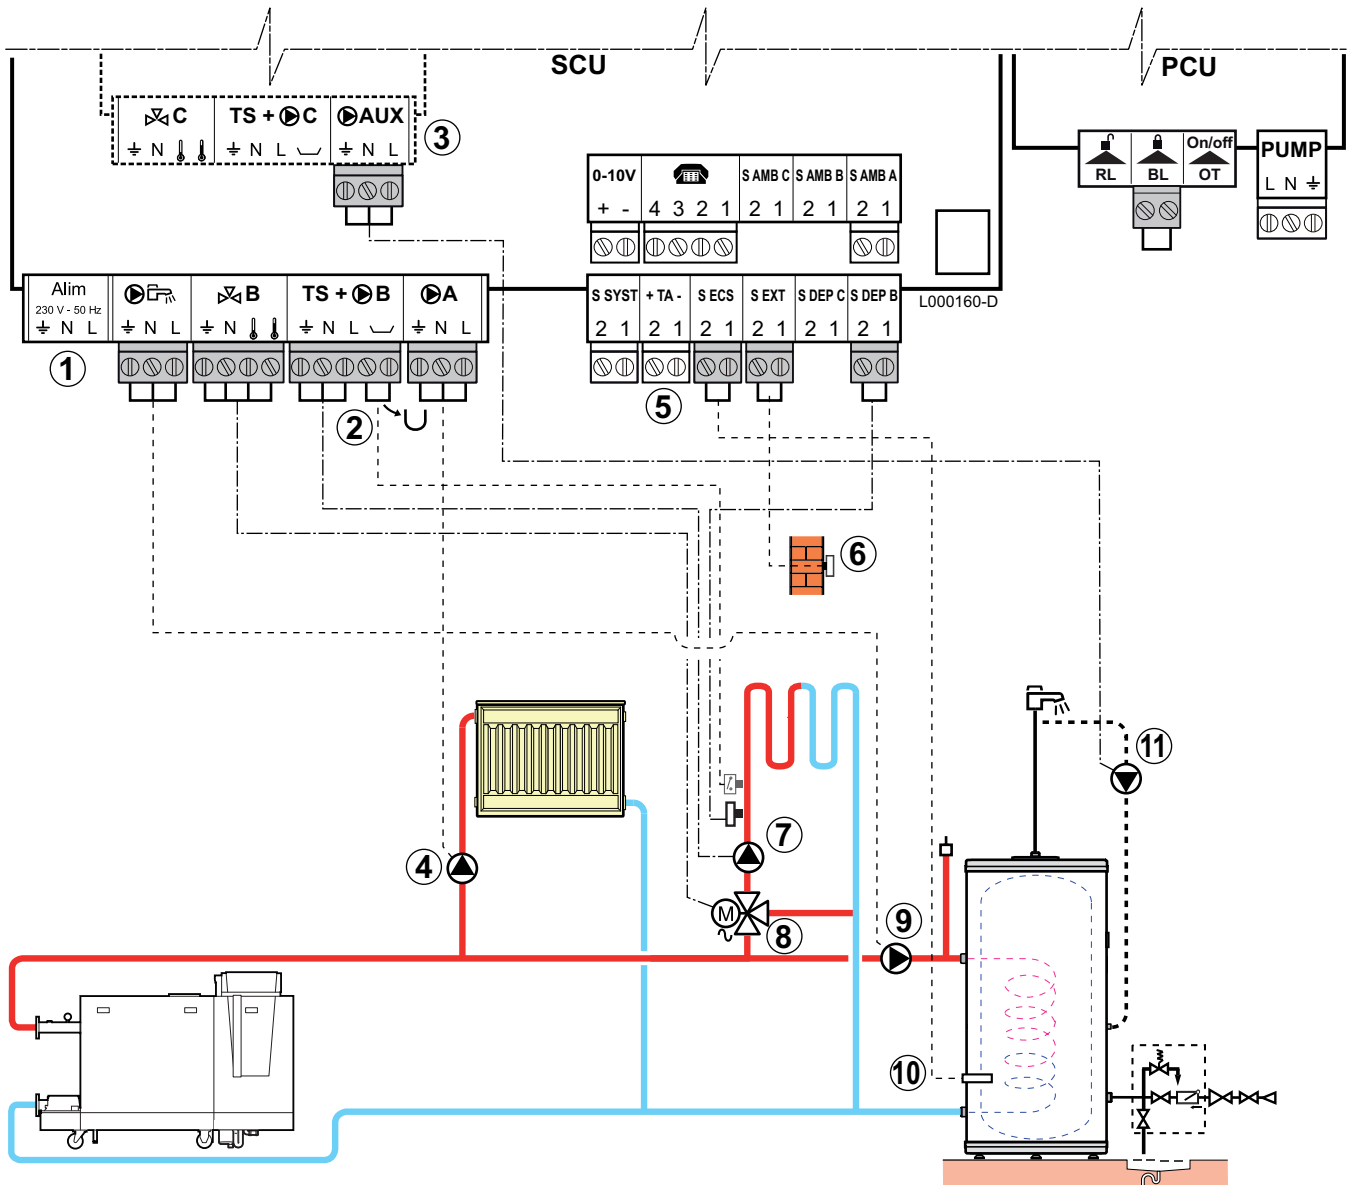 SCU
PCU
C
TS + C
AUX
N
N L
N L
3
0-10V
S AMB C
S AMB B
S AMB A
+ -
4 3 2 1
2 1
2 1
2 1
RL
BL
On/off
OT
PUMP
L N
Alim
230 V - 50 Hz
N L
N L
B
N
TS + B
N L
A
N L
S SYST
+ TA -
S ECS
S EXT
S DEP C
S DEP B
2 1
2 1
2 1
2 1
2 1
2 1
L000160-D
1
2
5
6
4
7
M
8
9
10
11